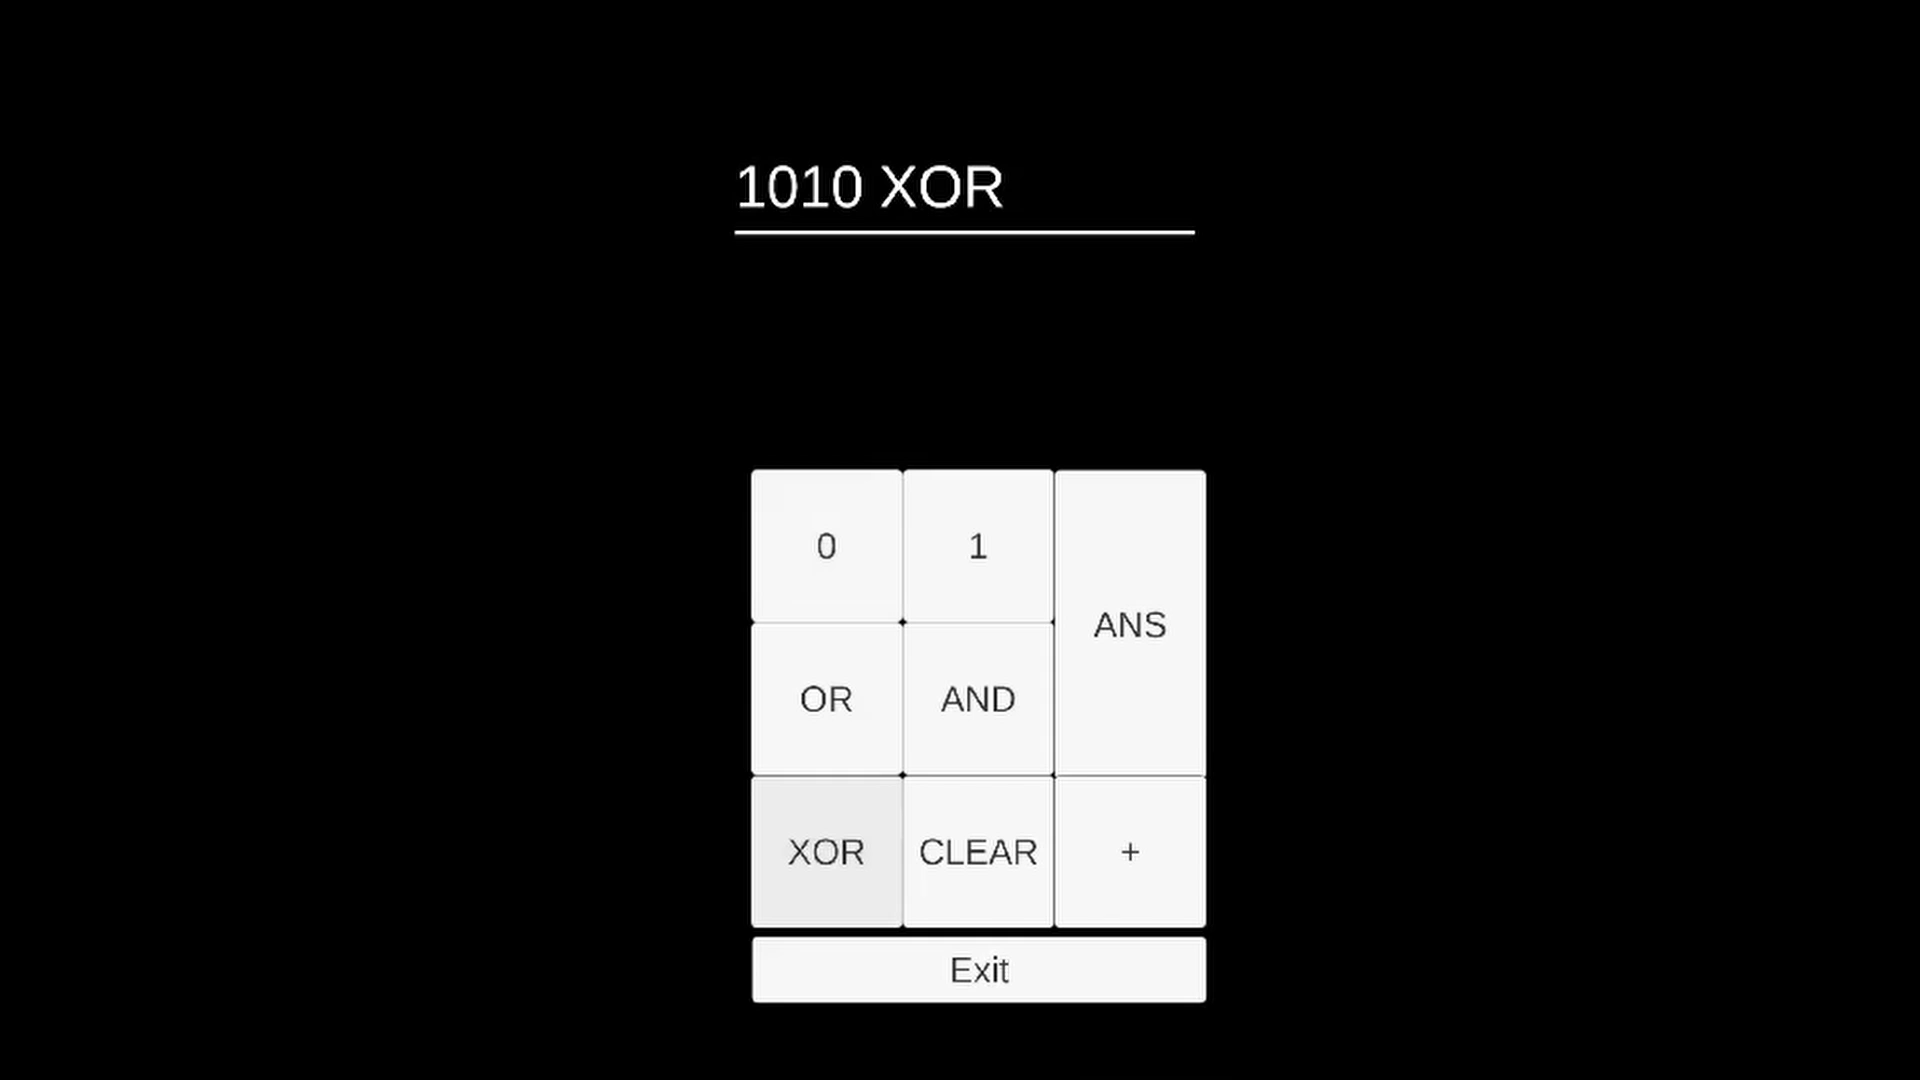 1010 XOR
0 1
ANS
OR AND
XOR CLEAR +
Exit